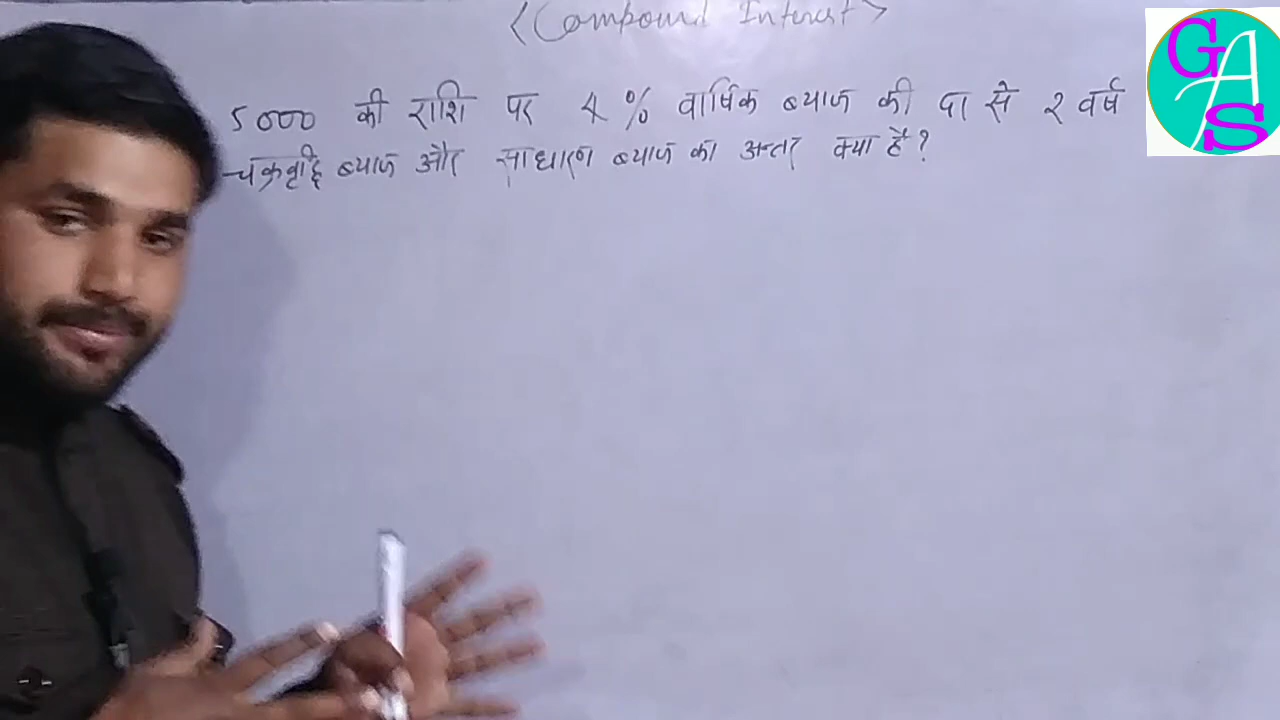 <Compound Interest>
5000 की राशि पर 4% वार्षिक ब्याज की दर से 2 वर्ष
चक्रवृद्धि ब्याज और साधारण ब्याज का अन्तर क्या है?
GAS